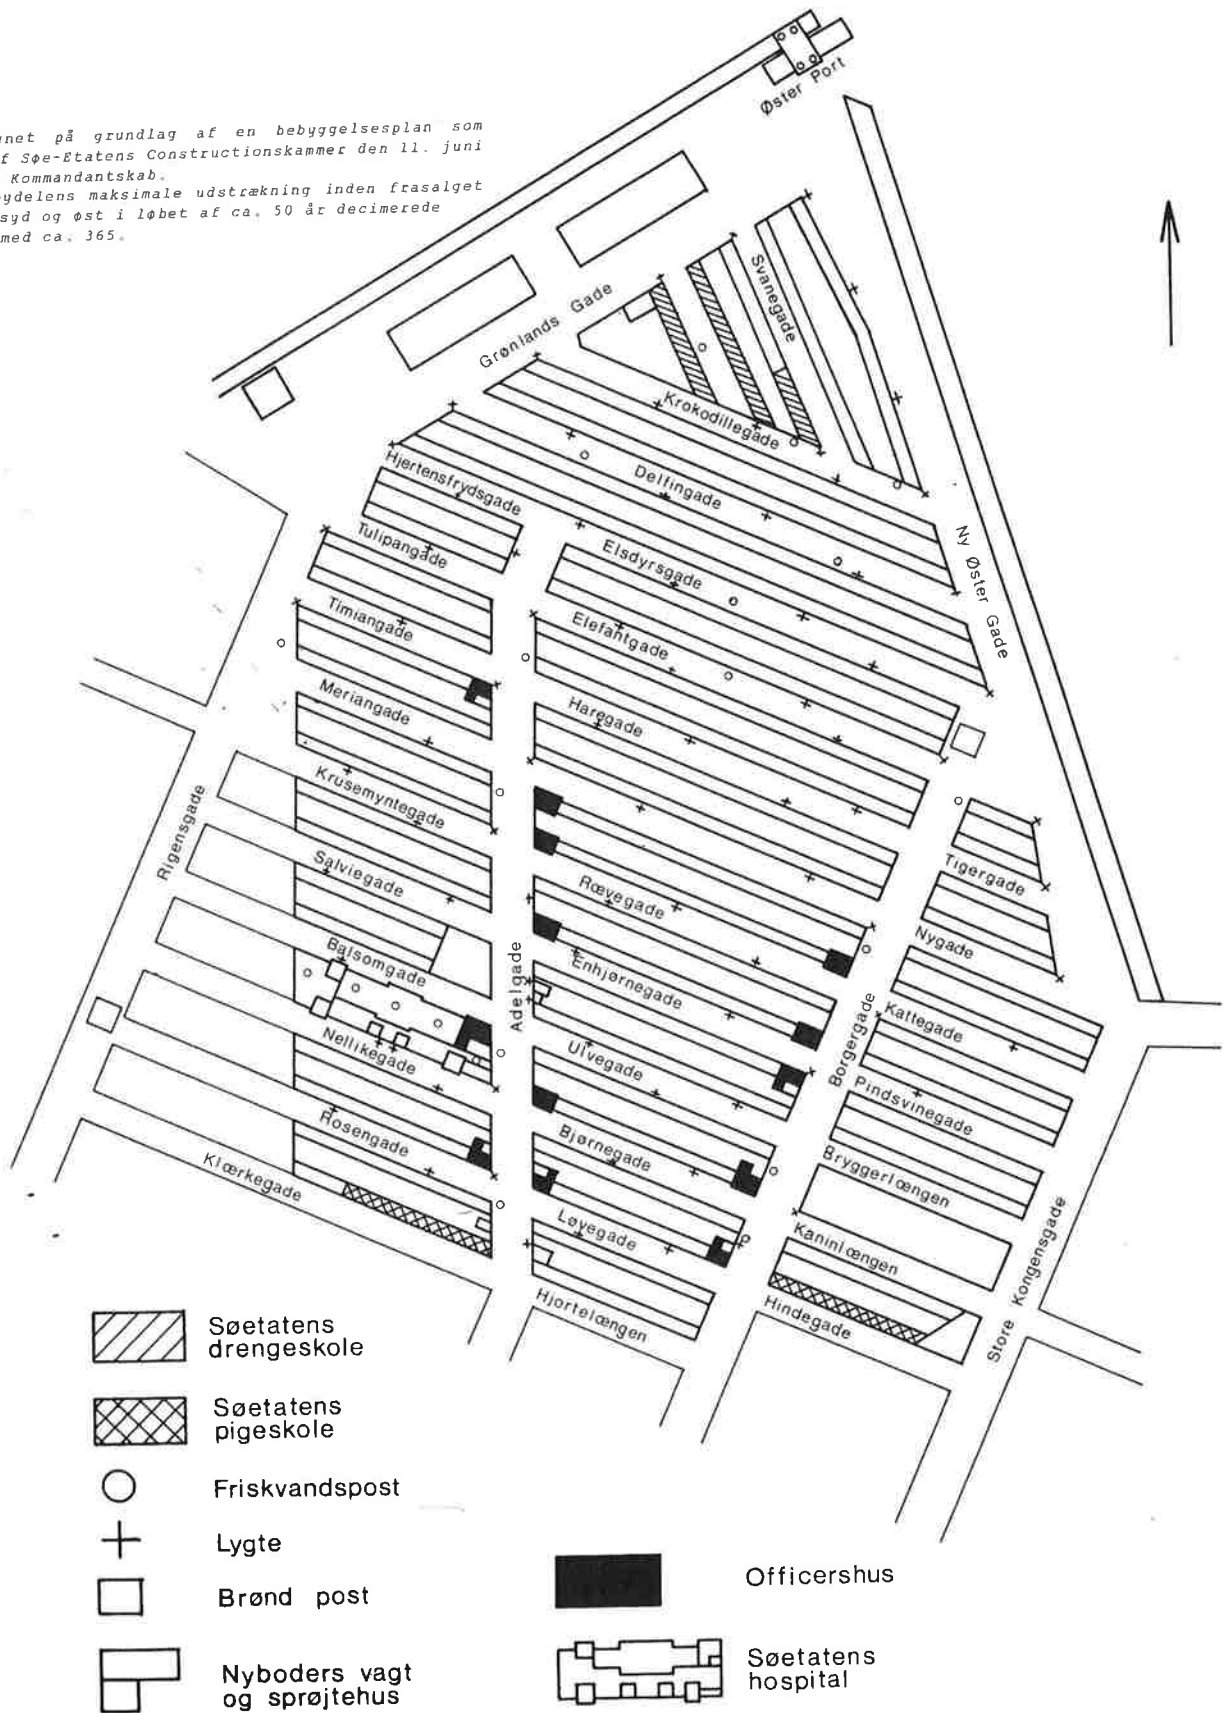 net på grundlag af en bebyggelsesplan som
f Søe-Etatens Constructionskammer den 11. juni
Kommandantskab.
ydelens maksimale udstrækning inden frasalget
syd og øst i løbet af ca. 50 år decimerede
med ca. 365.
Øster Port
Grønlands Gade
Svanegade
Krokodillegade
Delfingade
Hjertensfrydsgade
Tulipangade
Elsdyrsgade
Ny Øster Gade
Timiangade
Elefantgade
Meriangade
Haregade
Krusemyntegade
Rigensgade
Salviegade
Rævegade
Tigergade
Nygade
Balsomgade
Adelgade
Enhjørnegade
Borgergade
Kattegade
Nellikegade
Ulvegade
Pindsvinegade
Rosengade
Bjørnegade
Bryggerlængen
Klærkegade
Løvegade
Kaninlængen
Store Kongensgade
Hjortelængen
Hindegade
Søetatens
drengeskole
Søetatens
pigeskole
Friskvandspost
Lygte
Brønd post
Nyboders vagt
og sprøjtehus
Officershus
Søetatens
hospital